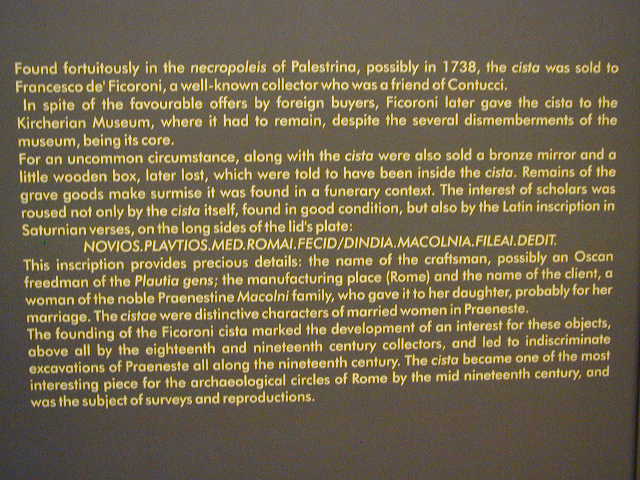 Found fortuitously in the necropoleis of Palestrina, possibly in 1738, the cista was sold to
Francesco de' Ficoroni, a well-known collector who was a friend of Contucci.
In spite of the favourable offers by foreign buyers, Ficoroni later gave the cista to the
Kircherian Museum, where it had to remain, despite the several dismemberments of the
museum, being its core.
For an uncommon circumstance, along with the cista were also sold a bronze mirror and a
little wooden box, later lost, which were told to have been inside the cista. Remains of the
grave goods make surmise it was found in a funerary context. The interest of scholars was
roused not only by the cista itself, found in good condition, but also by the Latin inscription in
Saturnian verses, on the long sides of the lid's plate:
NOVIOS.PLAVTIOS.MED.ROMAI.FECID/DINDIA.MACOLNIA.FILEAI.DEDIT.
This inscription provides precious details: the name of the craftsman, possibly an Oscan
freedman of the Plautia gens; the manufacturing place (Rome) and the name of the client, a
woman of the noble Praenestine Macolni family, who gave it to her daughter, probably for her
marriage. The cistae were distinctive characters of married women in Praeneste.
The founding of the Ficoroni cista marked the development of an interest for these objects,
above all by the eighteenth and nineteenth century collectors, and led to indiscriminate
excavations of Praeneste all along the nineteenth century. The cista became one of the most
interesting piece for the archaeological circles of Rome by the mid nineteenth century, and
was the subject of surveys and reproductions.